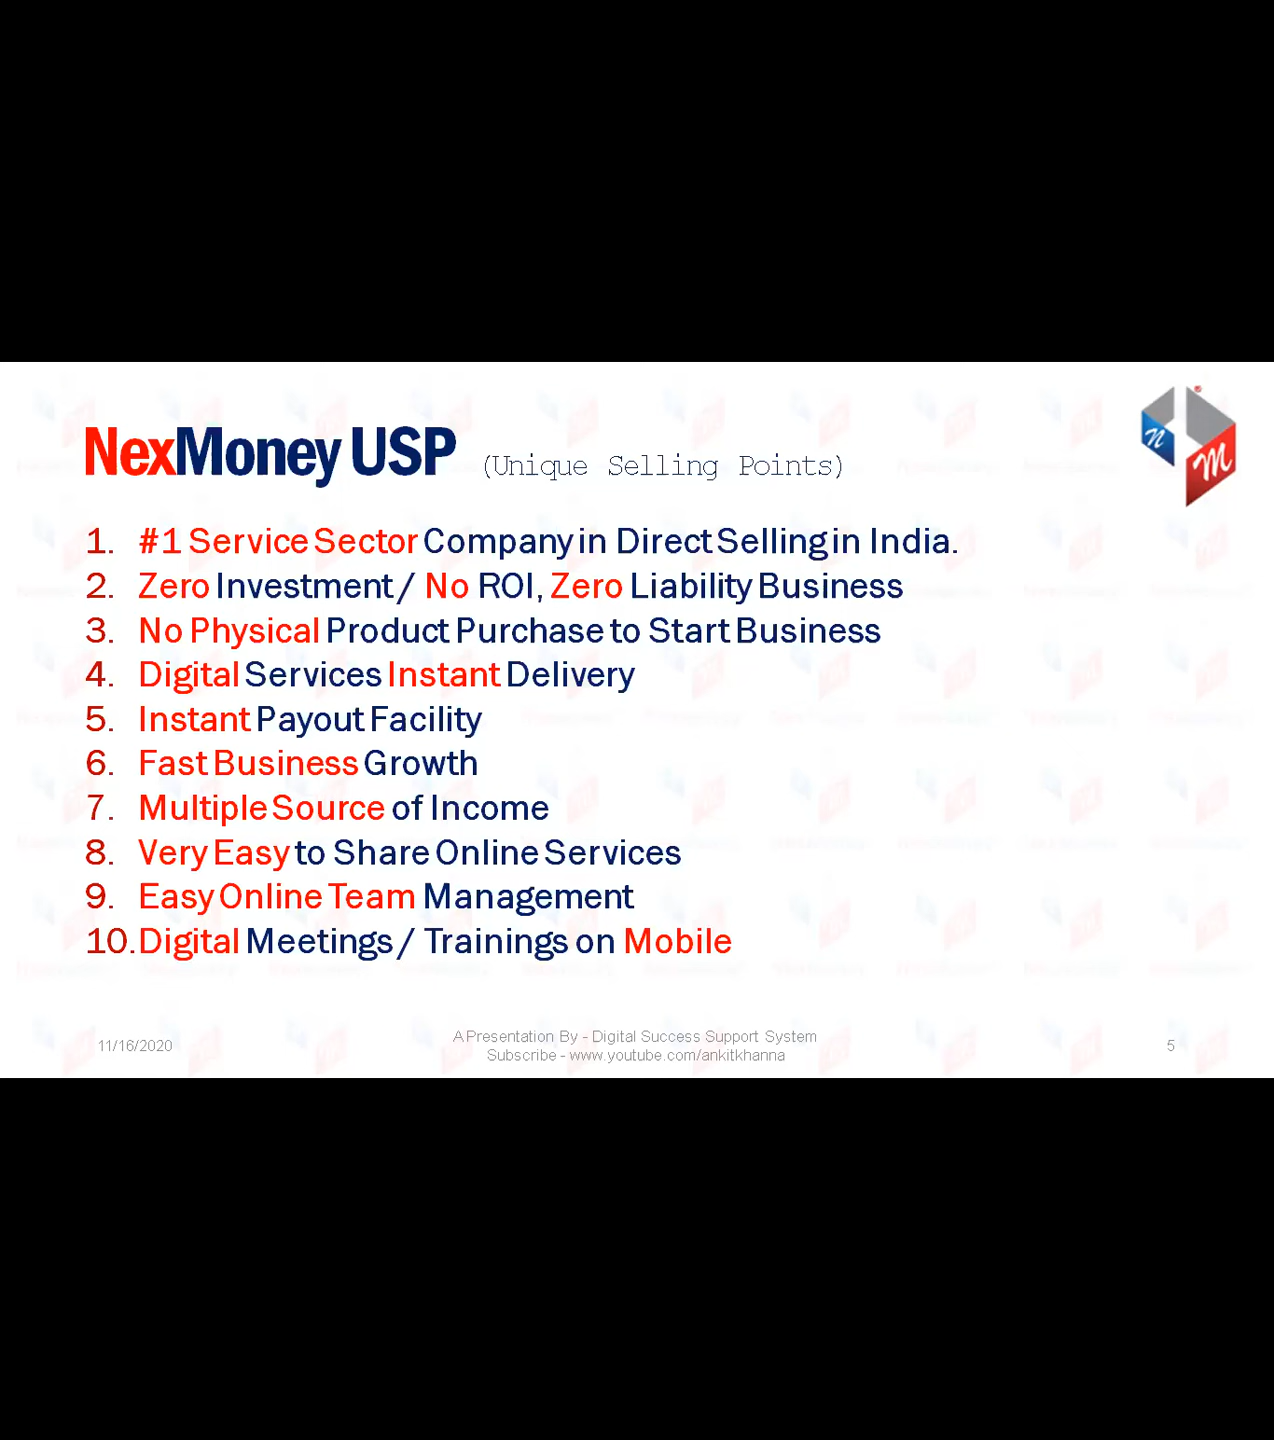 NexMoney USP (Unique Selling Points)
1. #1 Service Sector Company in Direct Selling in India.
2. Zero Investment / No ROI, Zero Liability Business
3. No Physical Product Purchase to Start Business
4. Digital Services Instant Delivery
5. Instant Payout Facility
6. Fast Business Growth
7. Multiple Source of Income
8. Very Easy to Share Online Services
9. Easy Online Team Management
10. Digital Meetings / Trainings on Mobile
11/16/2020
A Presentation By - Digital Success Support System
Subscribe - www.youtube.com/ankitkhanna
5